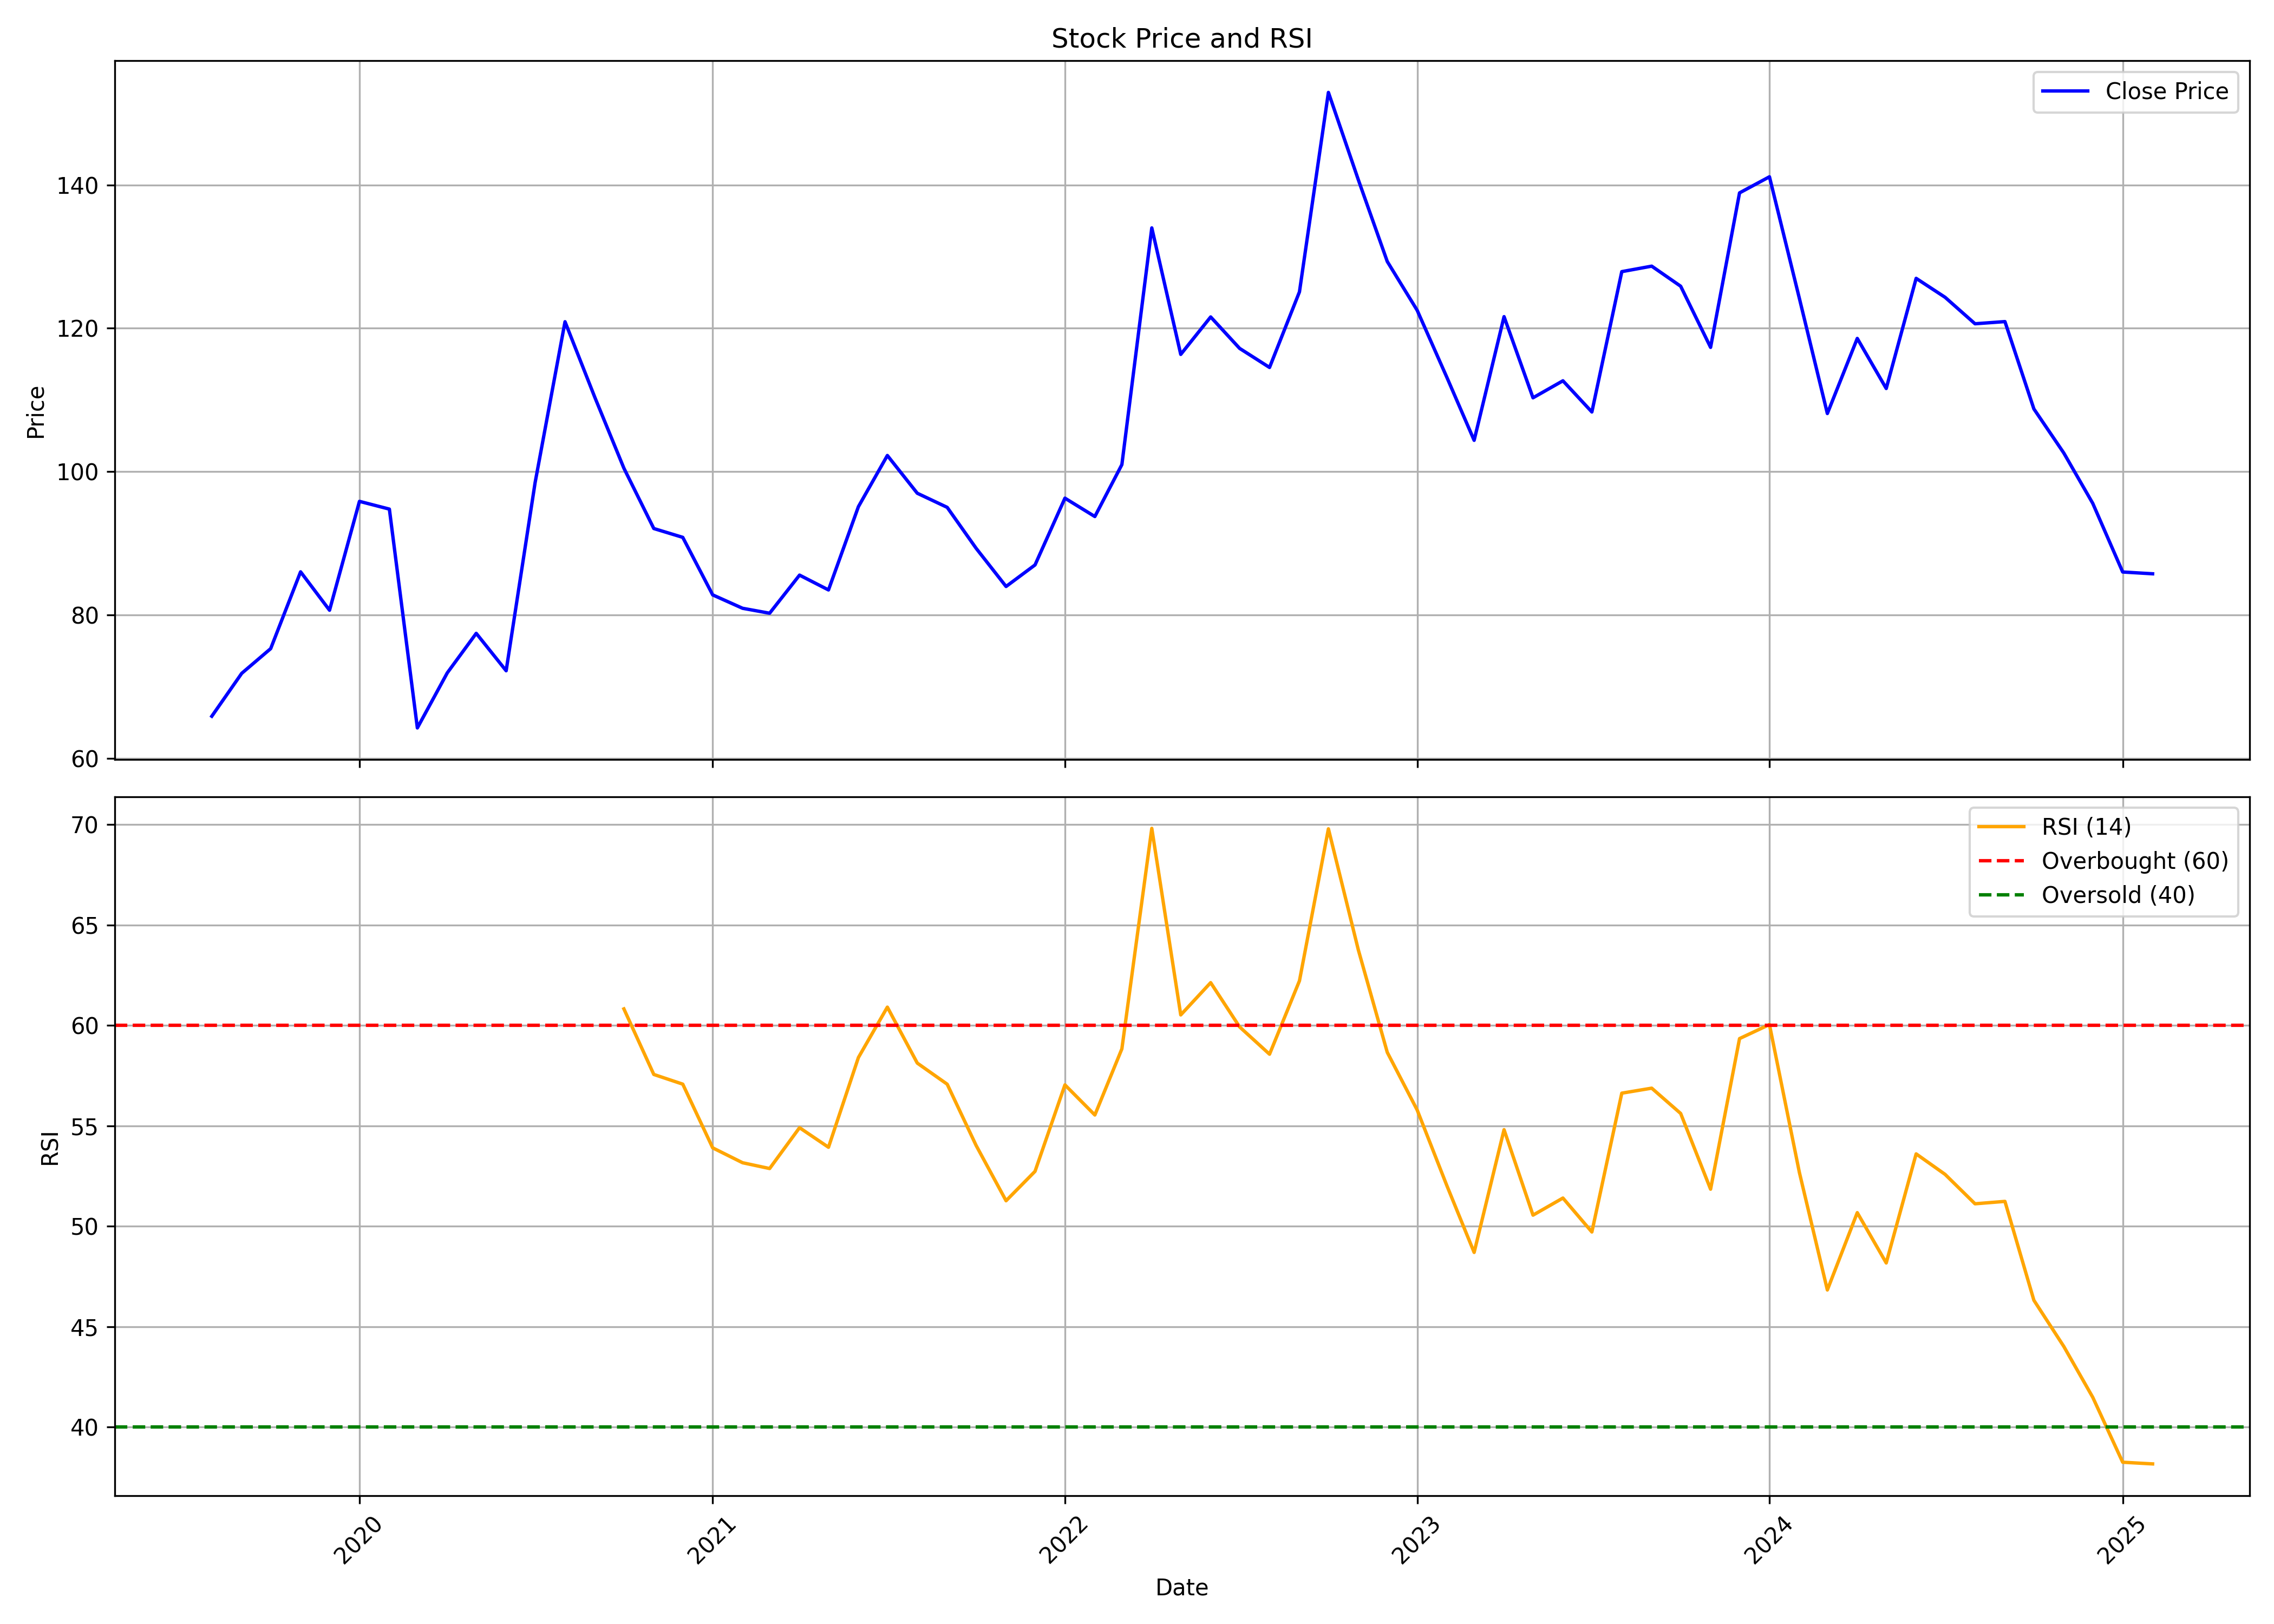 Stock Price and RSI
Close Price
140
120
100
80
60
Price
RSI (14)
Overbought (60)
Oversold (40)
70
65
60
55
50
45
40
RSI
2020
2021
2022
2023
2024
2025
Date